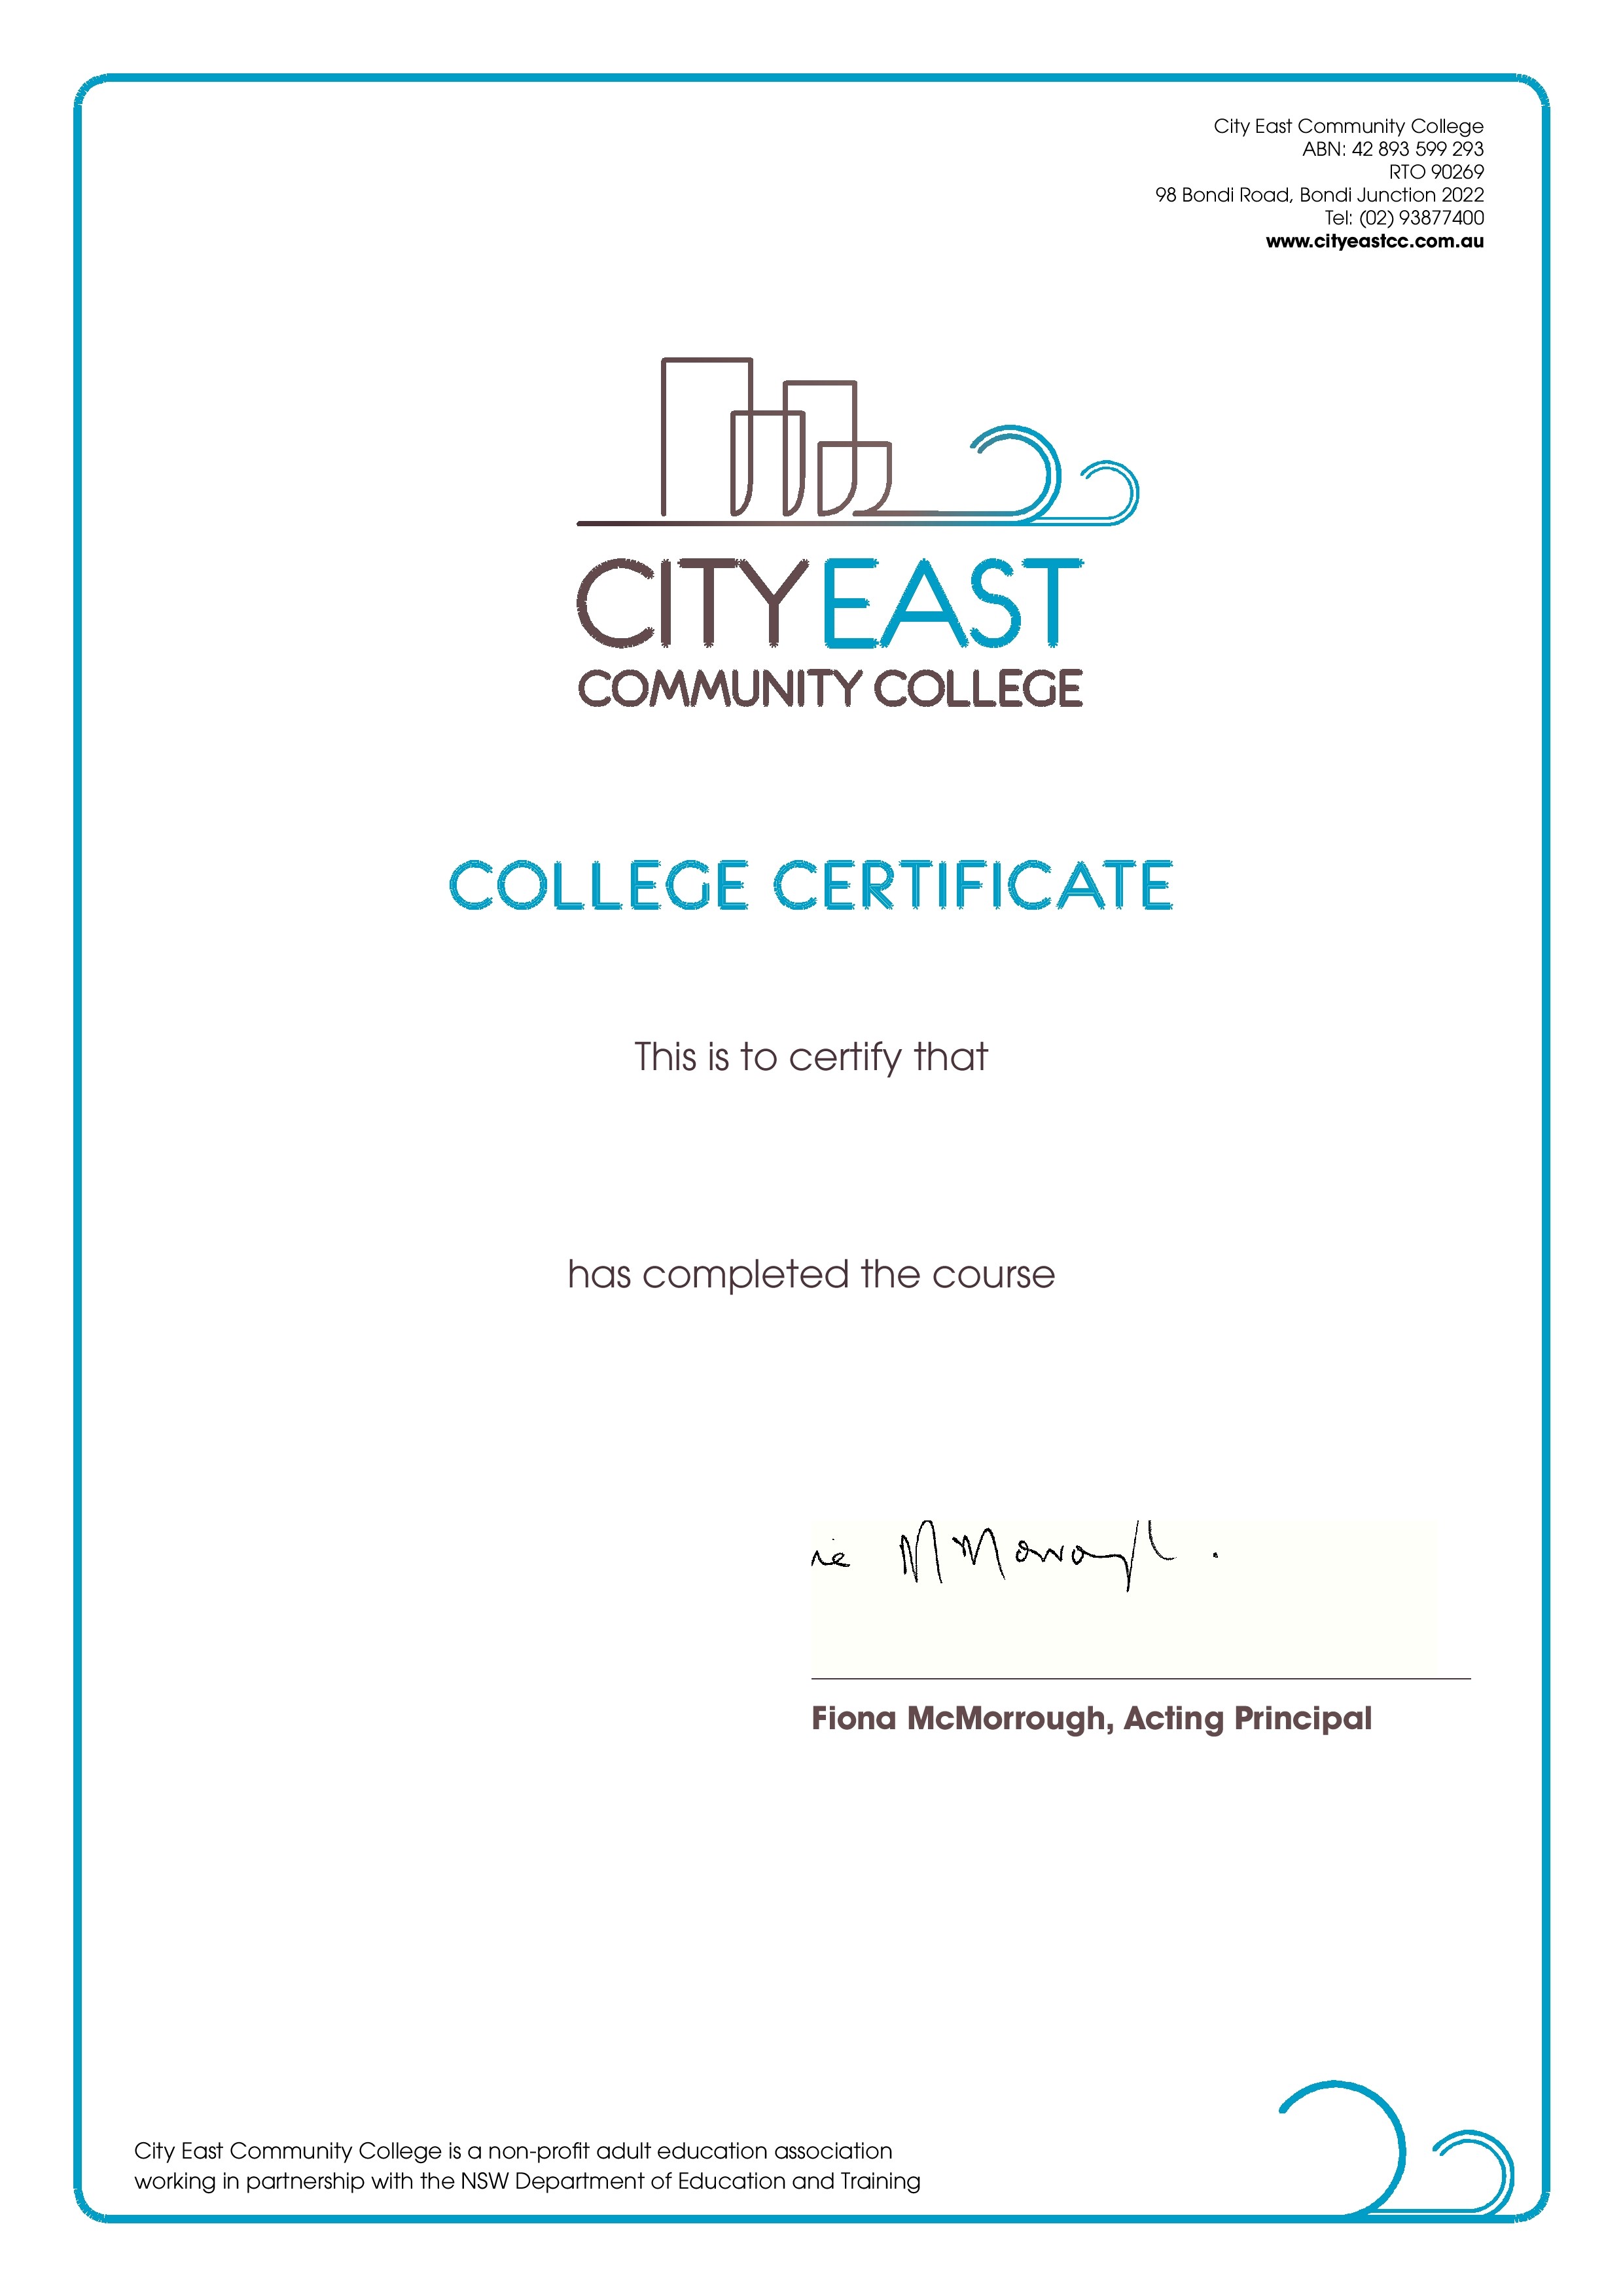 City East Community College
ABN: 42 893 599 293
RTO 90269
98 Bondi Road, Bondi Junction 2022
Tel: (02) 93877400
www.cityeastcc.com.au
CITYEAST
COMMUNITY COLLEGE
COLLEGE CERTIFICATE
This is to certify that
has completed the course
Fiona McMorrough, Acting Principal
City East Community College is a non-profit adult education association
working in partnership with the NSW Department of Education and Training